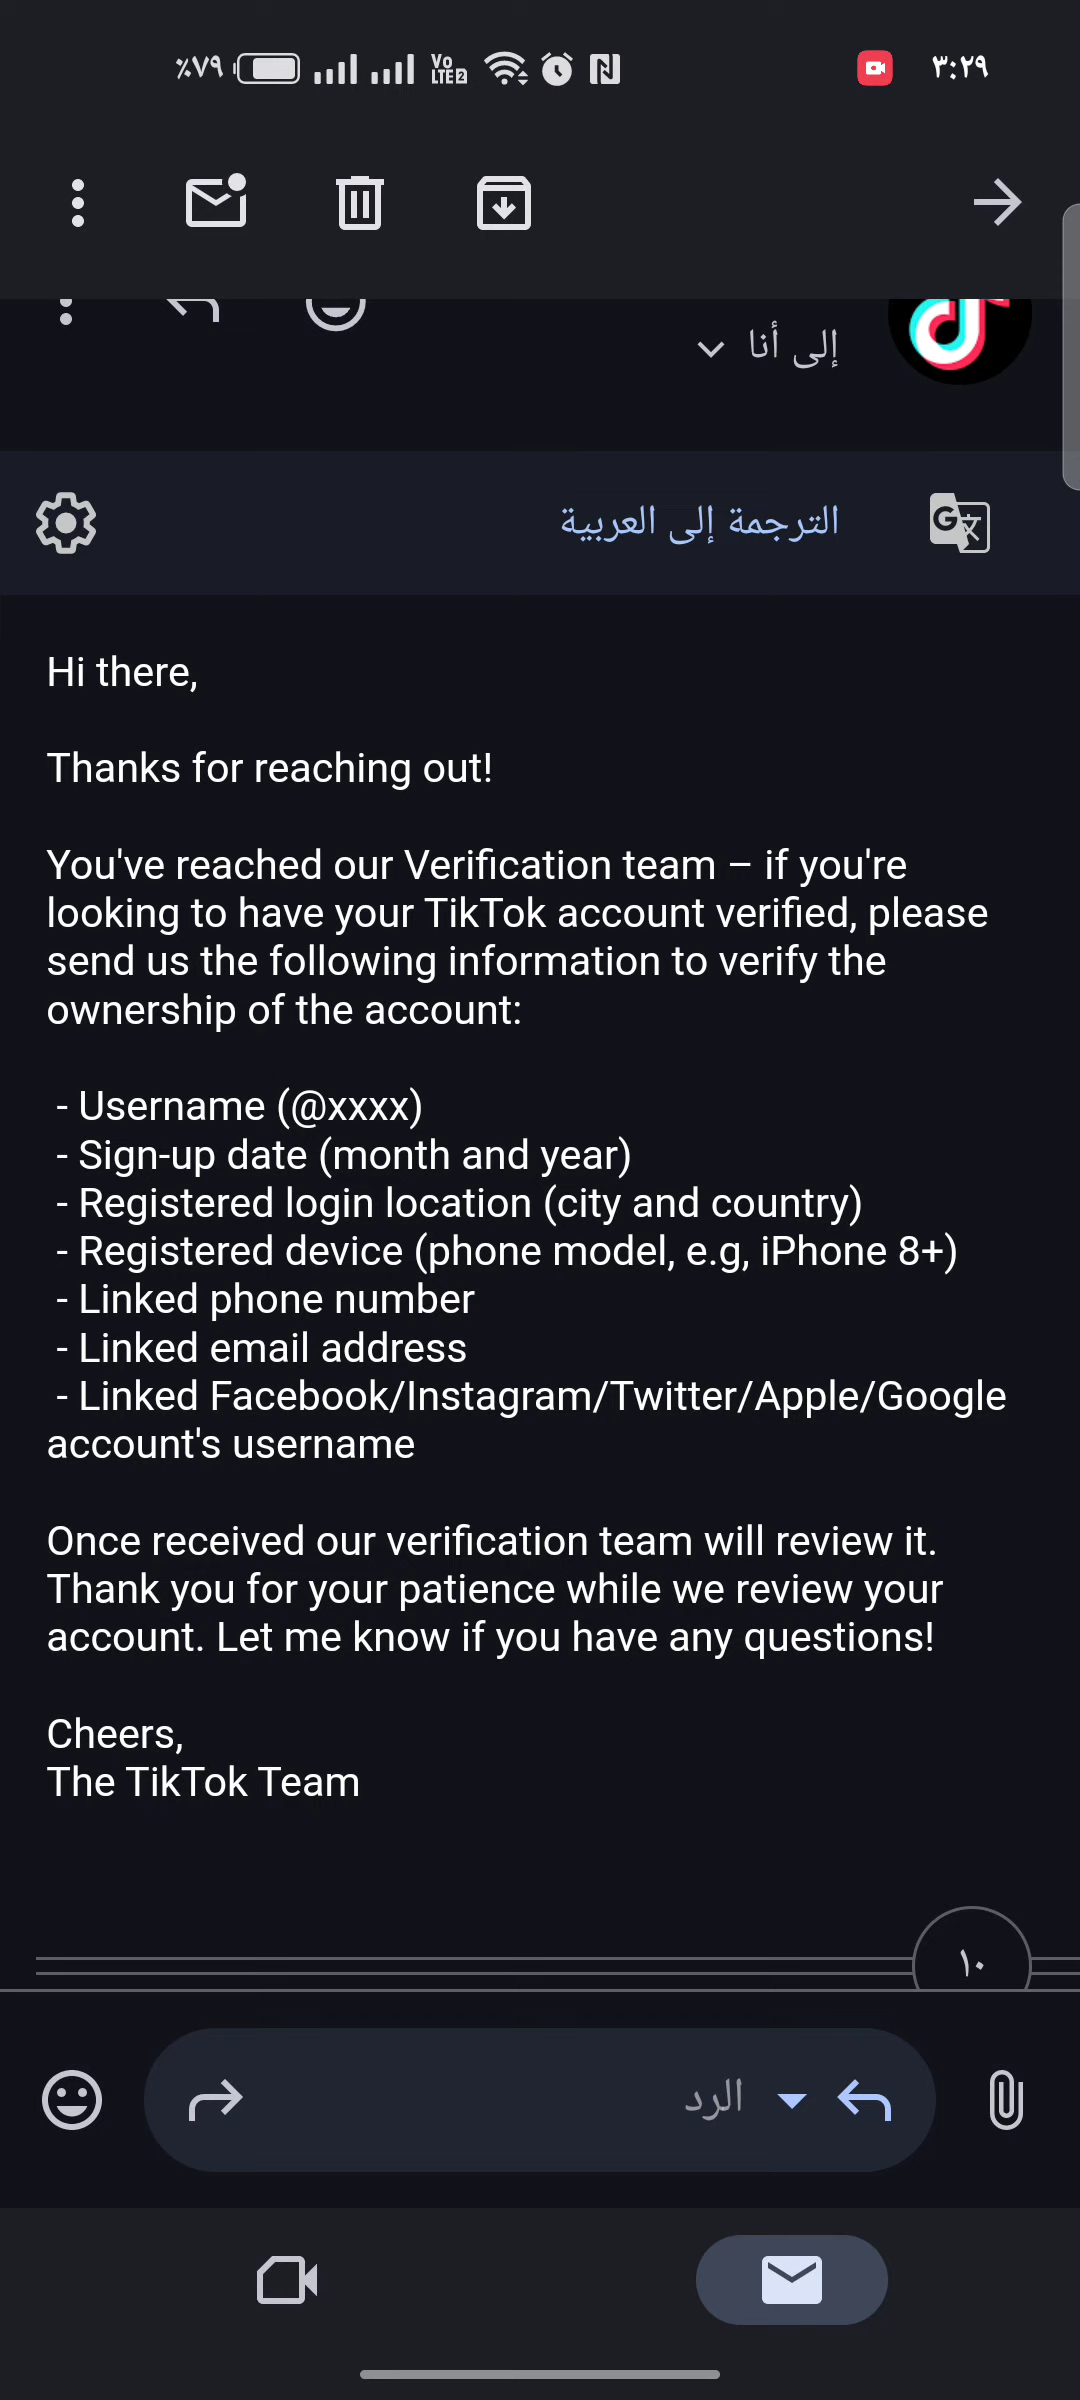 ٪٧٩ Vo LTE 2 ٣:٢٩
إلى أنا
الترجمة إلى العربية
Hi there,
Thanks for reaching out!
You've reached our Verification team – if you're
looking to have your TikTok account verified, please
send us the following information to verify the
ownership of the account:
- Username (@xxxx)
- Sign-up date (month and year)
- Registered login location (city and country)
- Registered device (phone model, e.g, iPhone 8+)
- Linked phone number
- Linked email address
- Linked Facebook/Instagram/Twitter/Apple/Google
account's username
Once received our verification team will review it.
Thank you for your patience while we review your
account. Let me know if you have any questions!
Cheers,
The TikTok Team
١٠
الرد